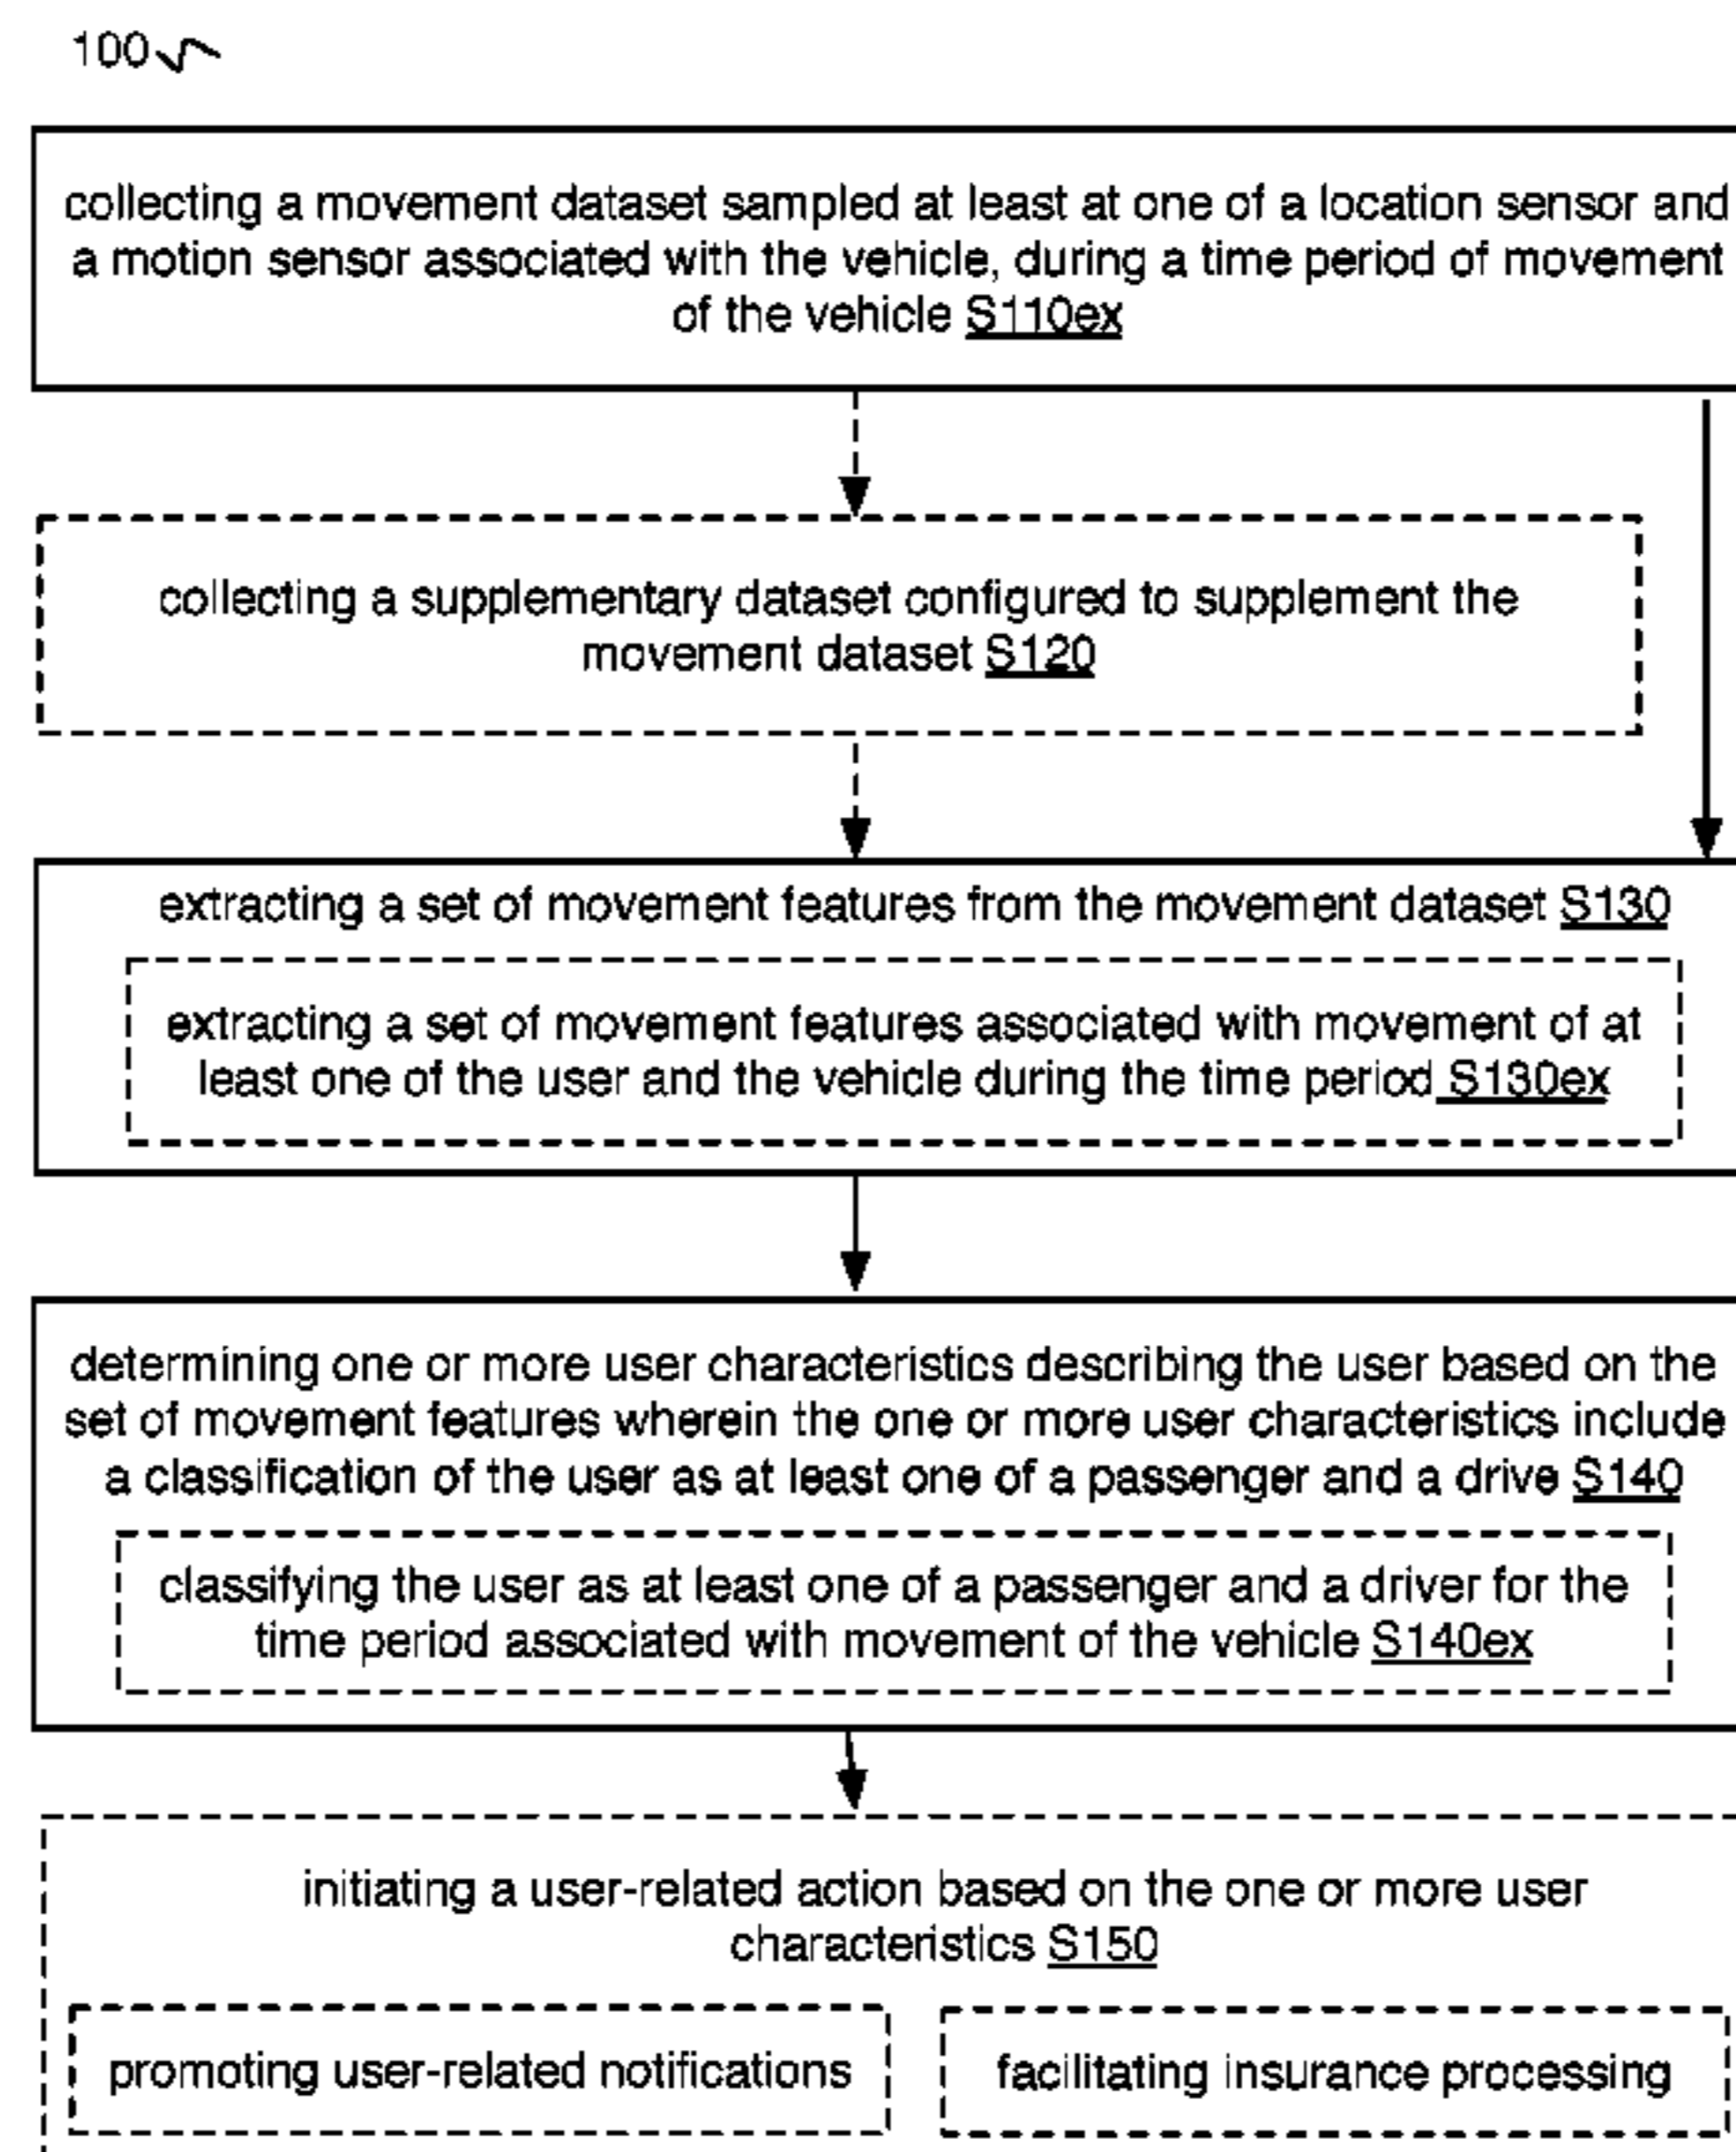 100
collecting a movement dataset sampled at least at one of a location sensor and
a motion sensor associated with the vehicle, during a time period of movement
of the vehicle S110ex
collecting a supplementary dataset configured to supplement the
movement dataset S120
extracting a set of movement features from the movement dataset S130
extracting a set of movement features associated with movement of at
least one of the user and the vehicle during the time period S130ex
determining one or more user characteristics describing the user based on the
set of movement features wherein the one or more user characteristics include
a classification of the user as at least one of a passenger and a drive S140
classifying the user as at least one of a passenger and a driver for the
time period associated with movement of the vehicle S140ex
initiating a user-related action based on the one or more user
characteristics S150
promoting user-related notifications
facilitating insurance processing